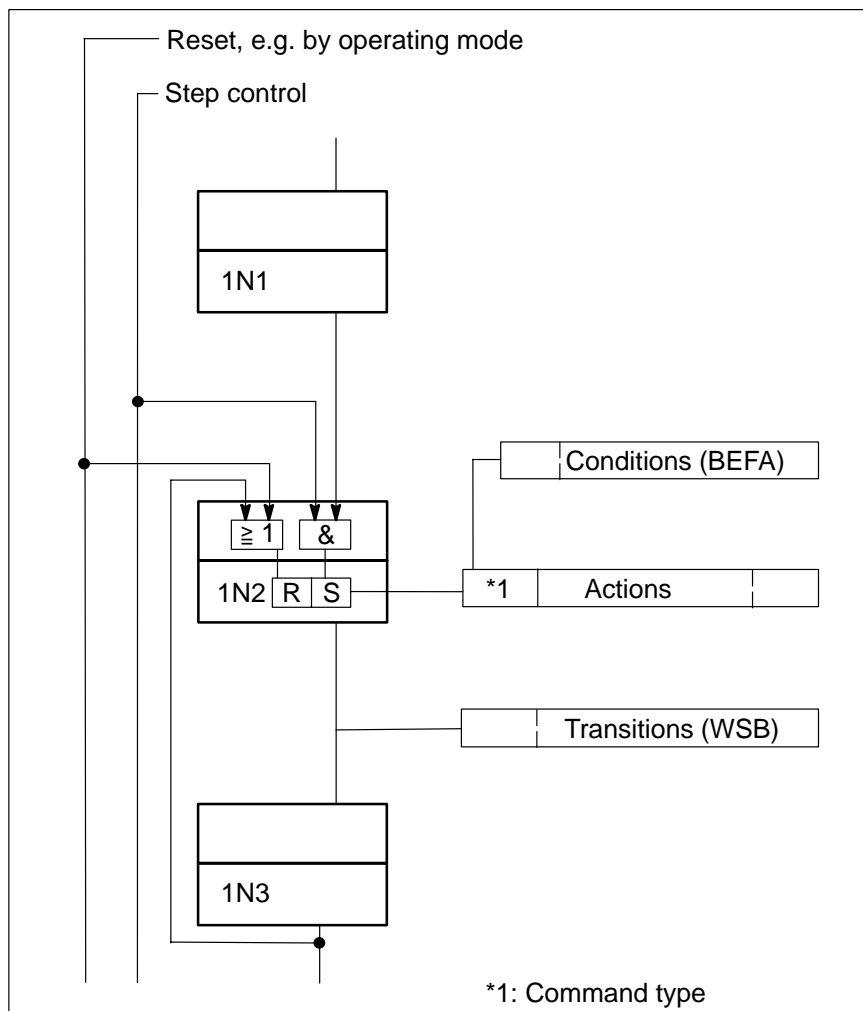 Reset, e.g. by operating mode
Step control
1N1
Conditions (BEFA)
≧ 1
&
1N2
R
S
*1
Actions
Transitions (WSB)
1N3
*1: Command type